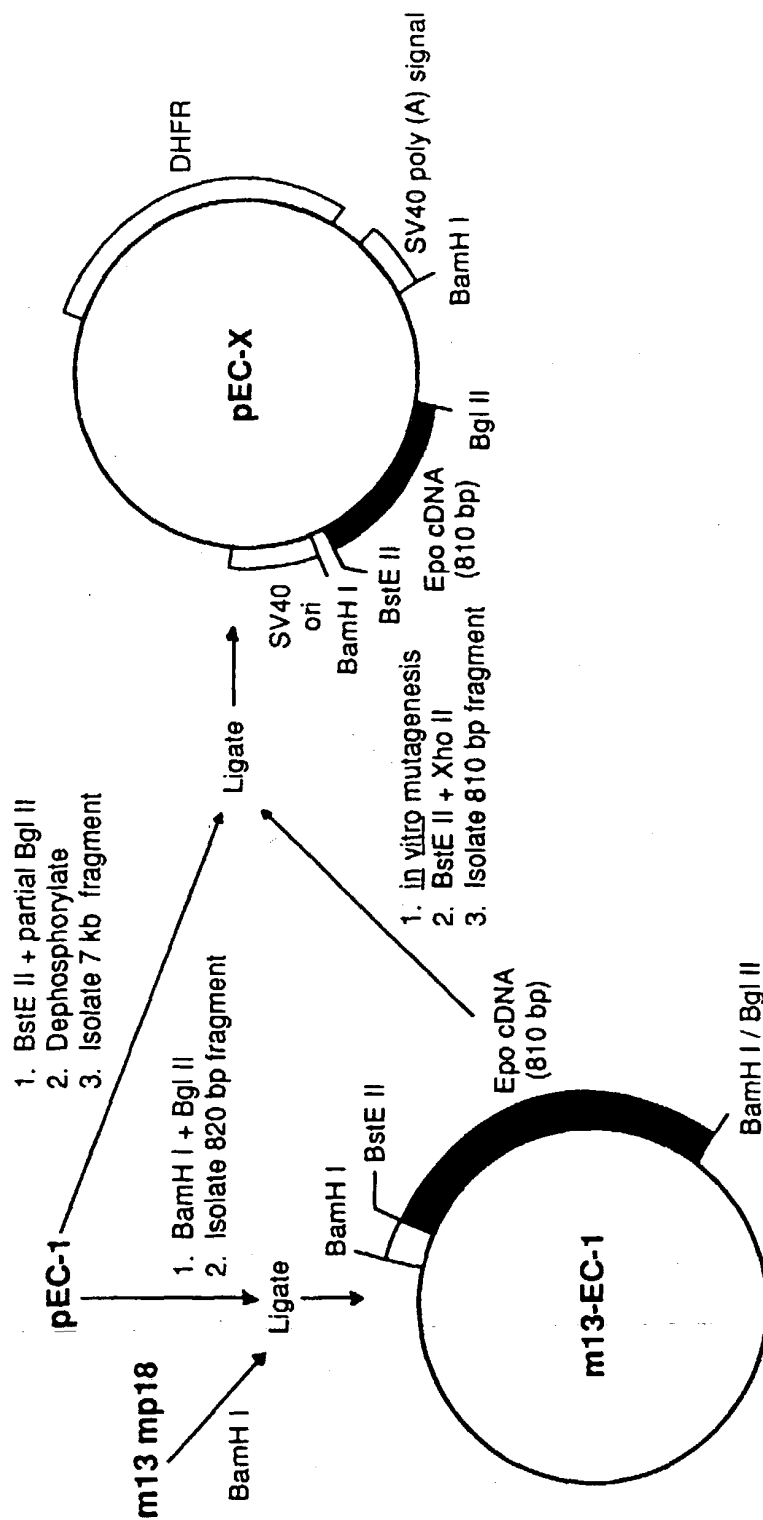 m13 mp18
BamH I
pEC-1
1. BstE II + partial Bgl II
2. Dephosphorylate
3. Isolate 7 kb fragment
1. BamH I + Bgl II
2. Isolate 820 bp fragment
Ligate
Ligate
BamH I
BstE II
Epo cDNA
(810 bp)
BamH I / Bgl II
m13-EC-1
1. in vitro mutagenesis
2. BstE II + Xho II
3. Isolate 810 bp fragment
pEC-X
DHFR
SV40 poly (A) signal
BamH I
Bgl II
Epo cDNA
(810 bp)
BstE II
BamH I
SV40
ori